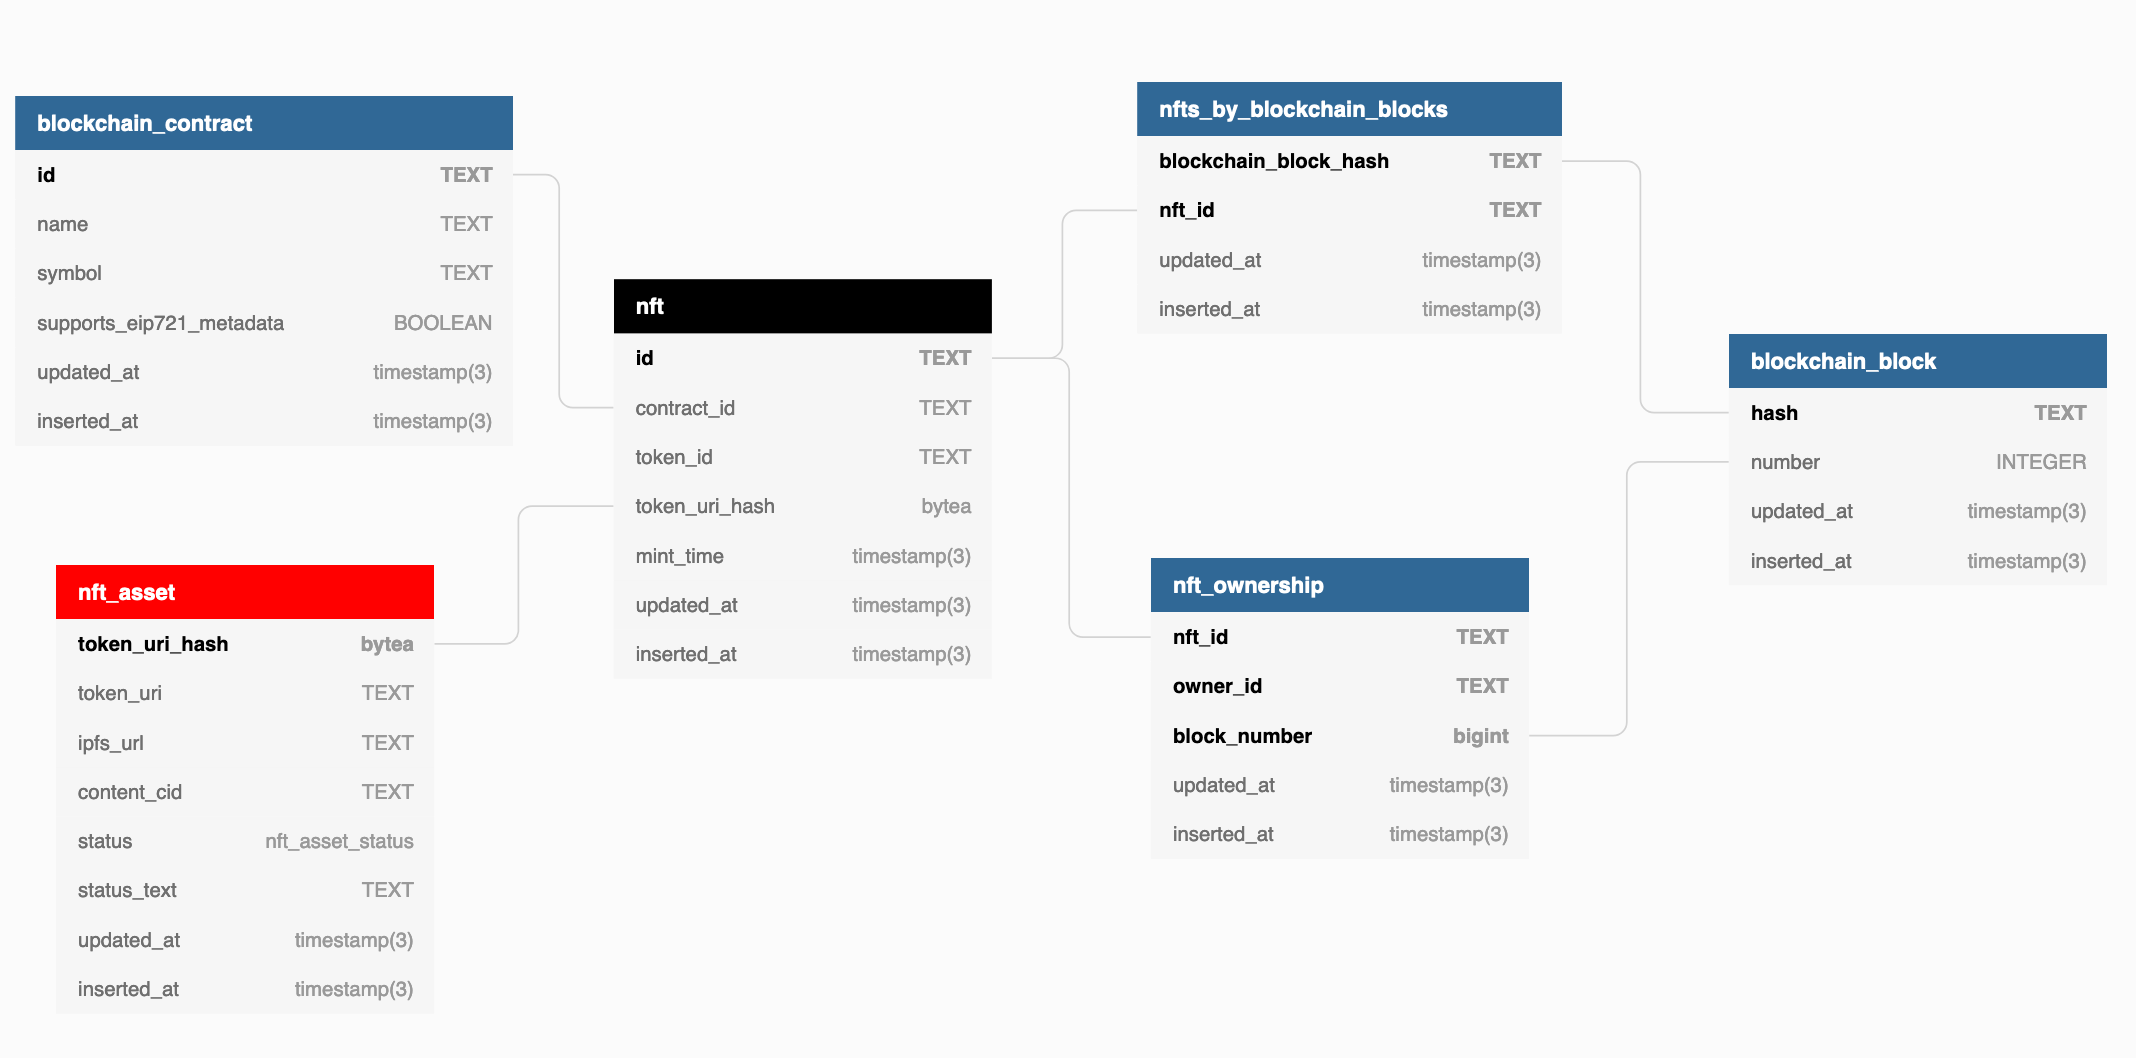 blockchain_contract
id TEXT
name TEXT
symbol TEXT
supports_eip721_metadata BOOLEAN
updated_at timestamp(3)
inserted_at timestamp(3)
nft_asset
token_uri_hash bytea
token_uri TEXT
ipfs_url TEXT
content_cid TEXT
status nft_asset_status
status_text TEXT
updated_at timestamp(3)
inserted_at timestamp(3)
nft
id TEXT
contract_id TEXT
token_id TEXT
token_uri_hash bytea
mint_time timestamp(3)
updated_at timestamp(3)
inserted_at timestamp(3)
nfts_by_blockchain_blocks
blockchain_block_hash TEXT
nft_id TEXT
updated_at timestamp(3)
inserted_at timestamp(3)
nft_ownership
nft_id TEXT
owner_id TEXT
block_number bigint
updated_at timestamp(3)
inserted_at timestamp(3)
blockchain_block
hash TEXT
number INTEGER
updated_at timestamp(3)
inserted_at timestamp(3)